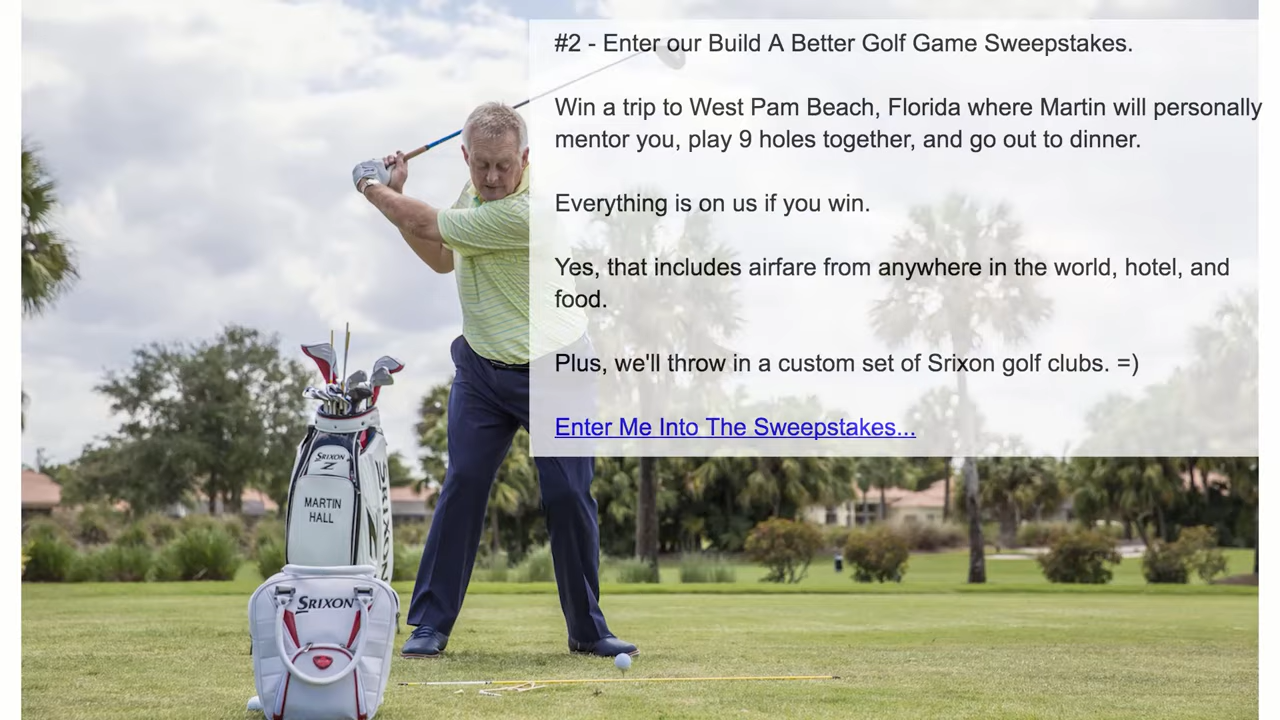 #2 - Enter our Build A Better Golf Game Sweepstakes.
Win a trip to West Pam Beach, Florida where Martin will personally
mentor you, play 9 holes together, and go out to dinner.
Everything is on us if you win.
Yes, that includes airfare from anywhere in the world, hotel, and
food.
Plus, we'll throw in a custom set of Srixon golf clubs. =)
Enter Me Into The Sweepstakes...
SRIXON
Z
MARTIN
HALL
SRIXON
SRIXON